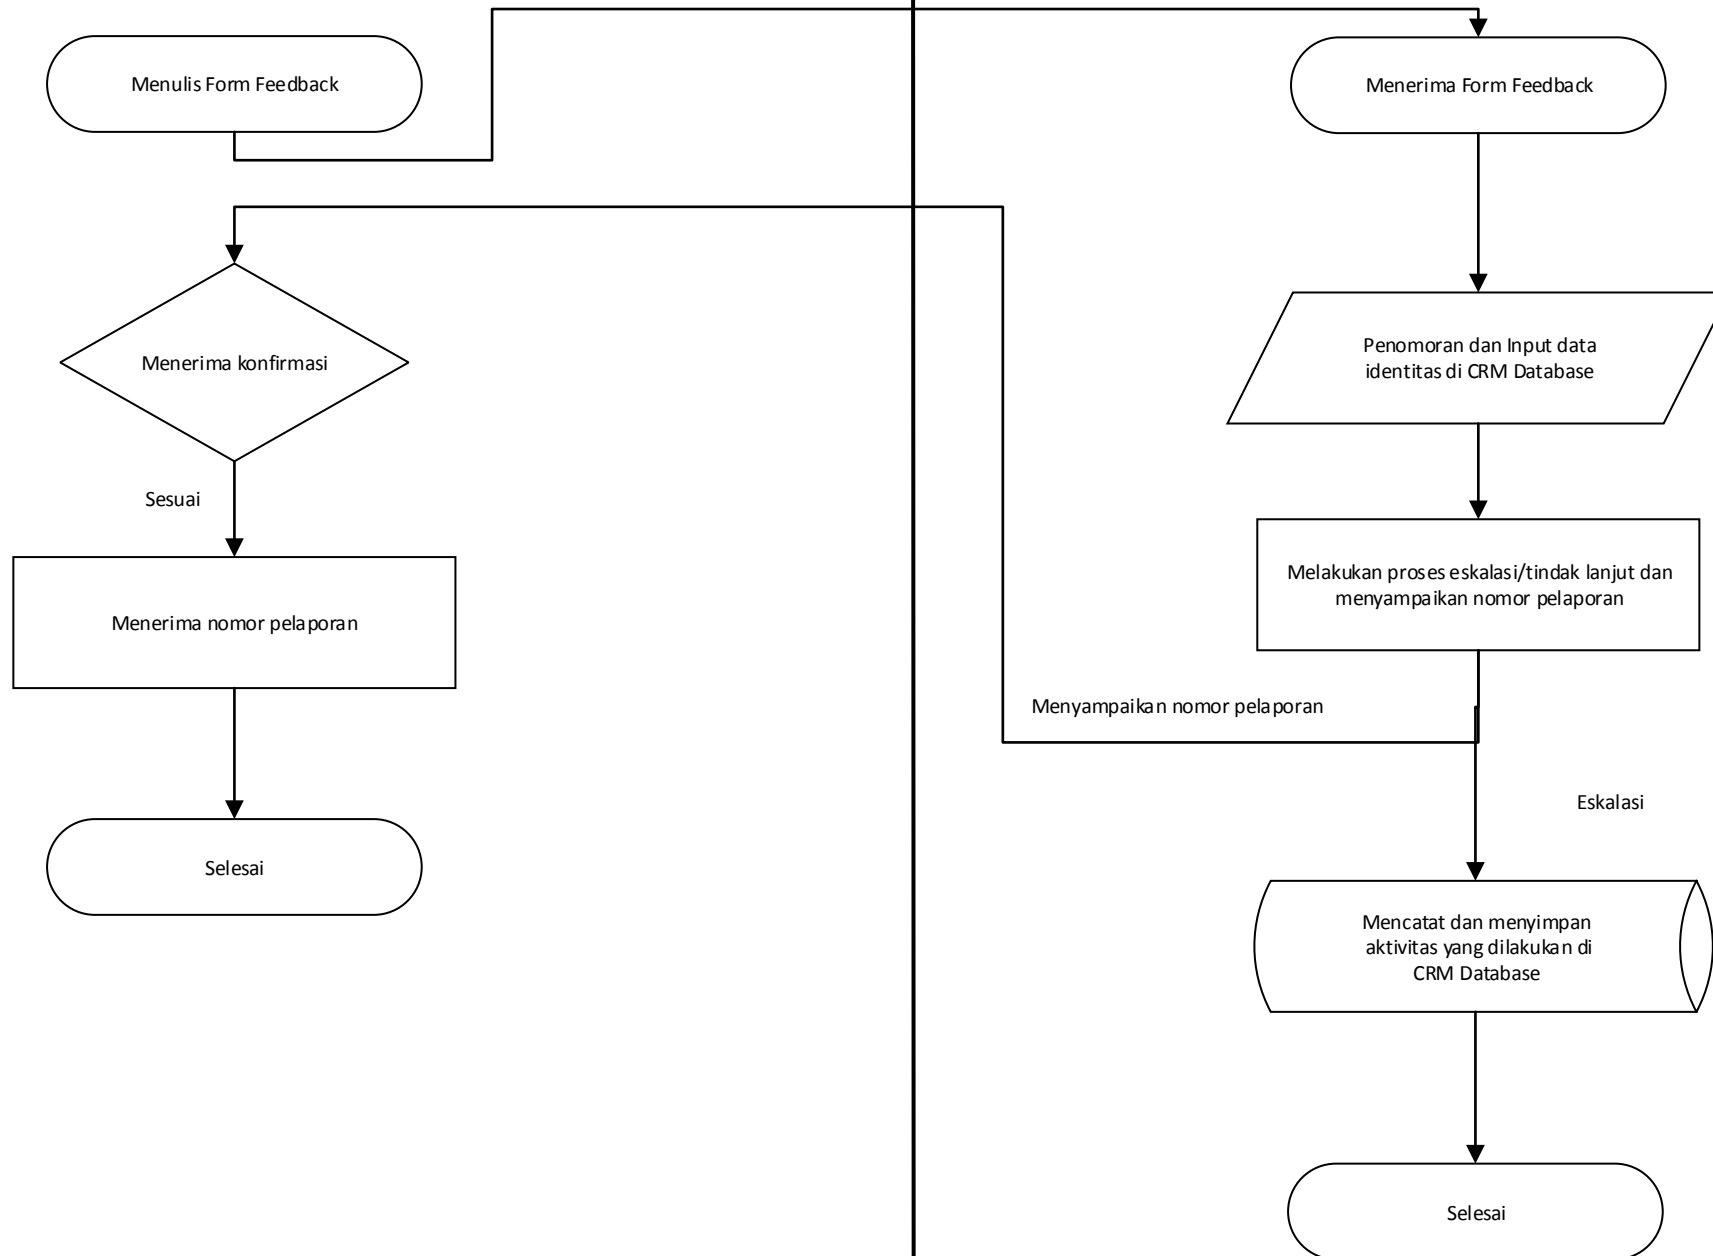 Menulis Form Feedback
Menerima Form Feedback
Menerima konfirmasi
Penomoran dan Input data
identitas di CRM Database
Sesuai
Melakukan proses eskalasi/tindak lanjut dan
menyampaikan nomor pelaporan
Menerima nomor pelaporan
Menyampaikan nomor pelaporan
Eskalasi
Selesai
Mencatat dan menyimpan
aktivitas yang dilakukan di
CRM Database
Selesai